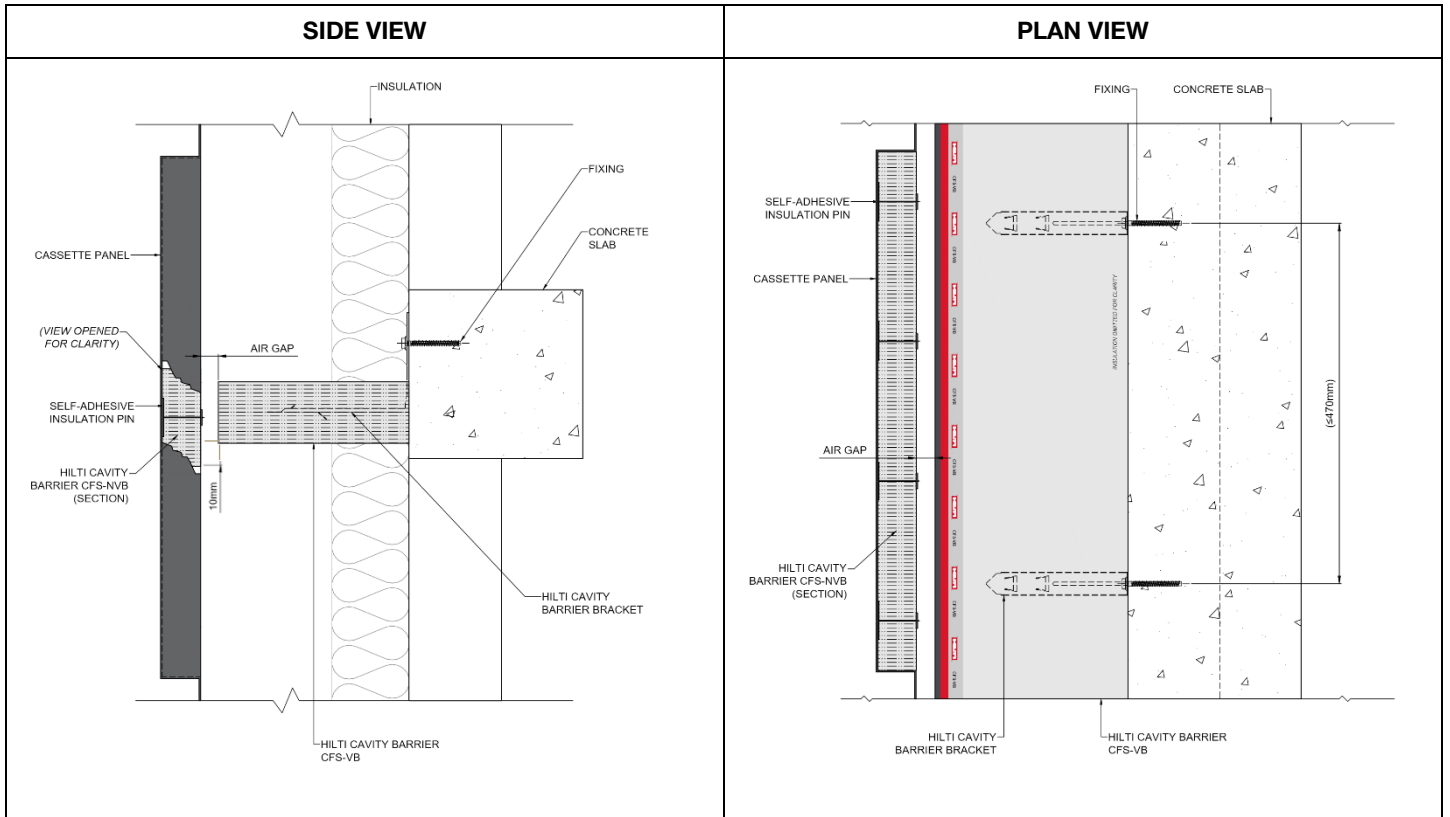 SIDE VIEW
INSULATION
FIXING
CONCRETE
SLAB
CASSETTE PANEL
(VIEW OPENED
FOR CLARITY)
AIR GAP
SELF-ADHESIVE
INSULATION PIN
HILTI CAVITY
BARRIER CFS-NVB
(SECTION)
10mm
HILTI CAVITY
BARRIER BRACKET
HILTI CAVITY BARRIER
CFS-VB
PLAN VIEW
FIXING
CONCRETE SLAB
SELF-ADHESIVE
INSULATION PIN
CASSETTE PANEL
INSULATION OMITTED FOR CLARITY
(≤470mm)
AIR GAP
HILTI CAVITY
BARRIER CFS-NVB
(SECTION)
HILTI CAVITY
BARRIER BRACKET
HILTI CAVITY BARRIER
CFS-VB